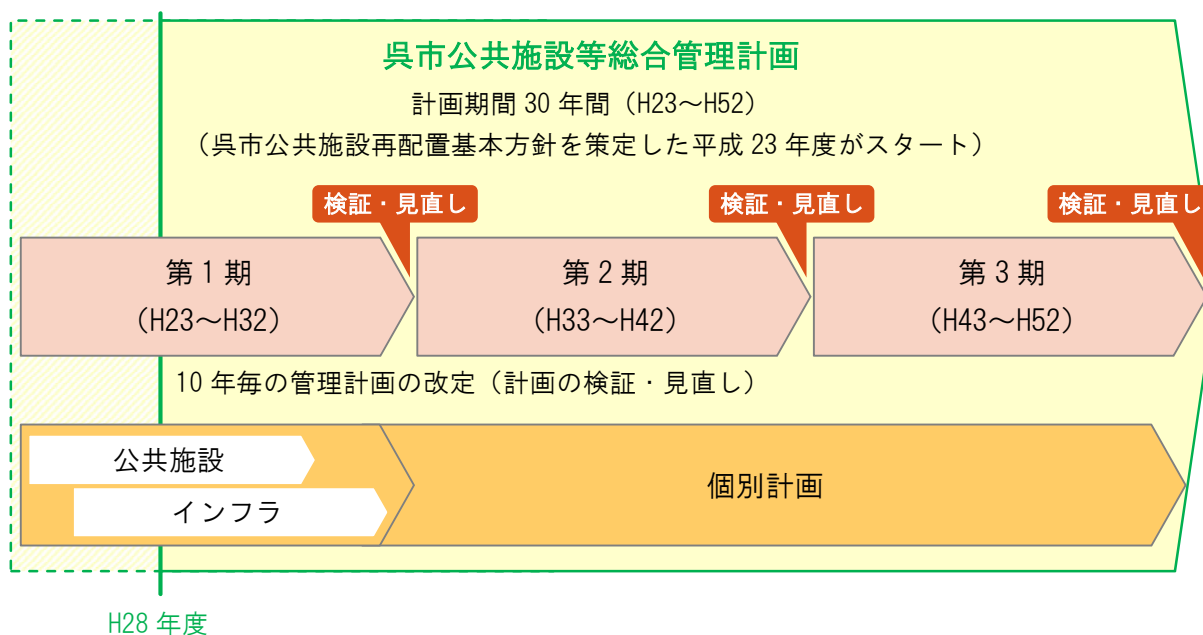 呉市公共施設等総合管理計画
計画期間 30 年間（H23～H52）
（呉市公共施設再配置基本方針を策定した平成 23 年度がスタート）
検証・見直し
検証・見直し
検証・見直し
第 1 期
（H23～H32）
第 2 期
（H33～H42）
第 3 期
（H43～H52）
10 年毎の管理計画の改定（計画の検証・見直し）
公共施設
インフラ
個別計画
H28 年度